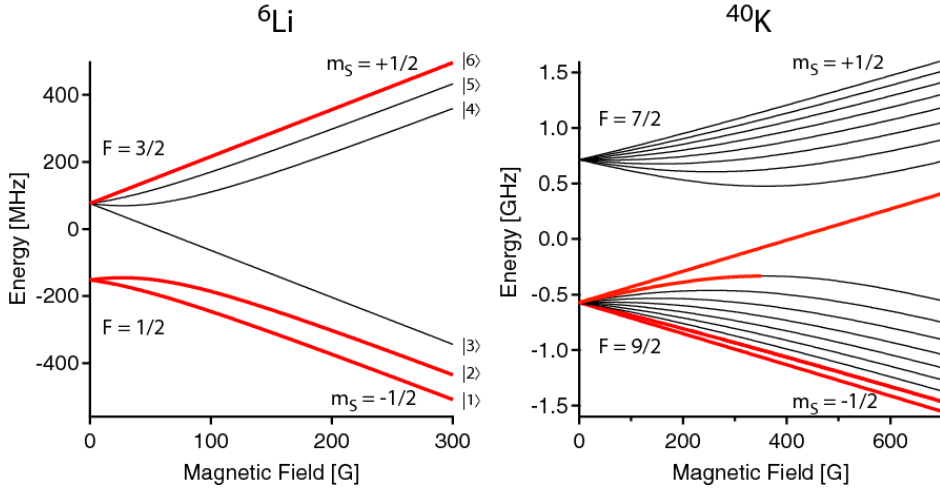 ⁶Li
Energy [MHz]
400
200
0
-200
-400
m_S = +1/2
F = 3/2
F = 1/2
m_S = -1/2
|6⟩
|5⟩
|4⟩
|3⟩
|2⟩
|1⟩
0
100
200
300
Magnetic Field [G]
⁴⁰K
Energy [GHz]
1.5
1.0
0.5
0.0
-0.5
-1.0
-1.5
m_S = +1/2
F = 7/2
F = 9/2
m_S = -1/2
0
200
400
600
Magnetic Field [G]